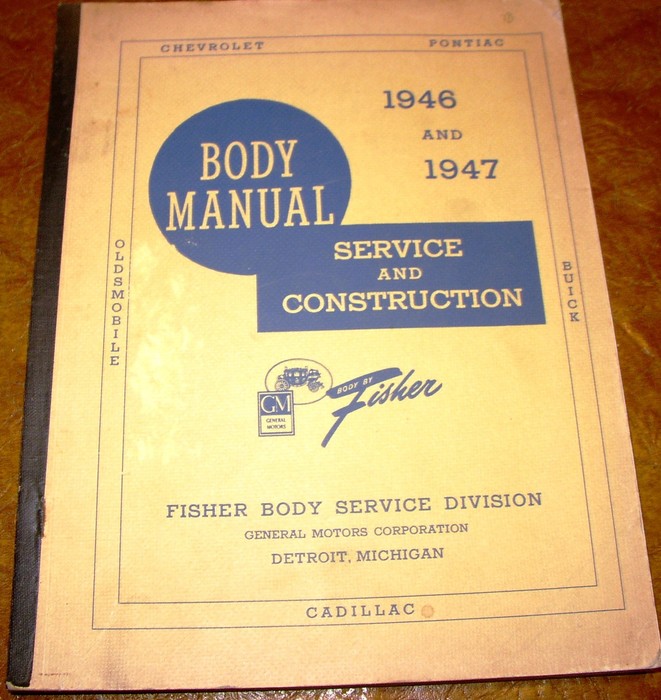 CHEVROLET
PONTIAC
1946
AND
1947
BODY
MANUAL
SERVICE
AND
CONSTRUCTION
OLDSMOBILE
BUICK
GM
GENERAL
MOTORS
BODY BY
Fisher
FISHER BODY SERVICE DIVISION
GENERAL MOTORS CORPORATION
DETROIT, MICHIGAN
CADILLAC